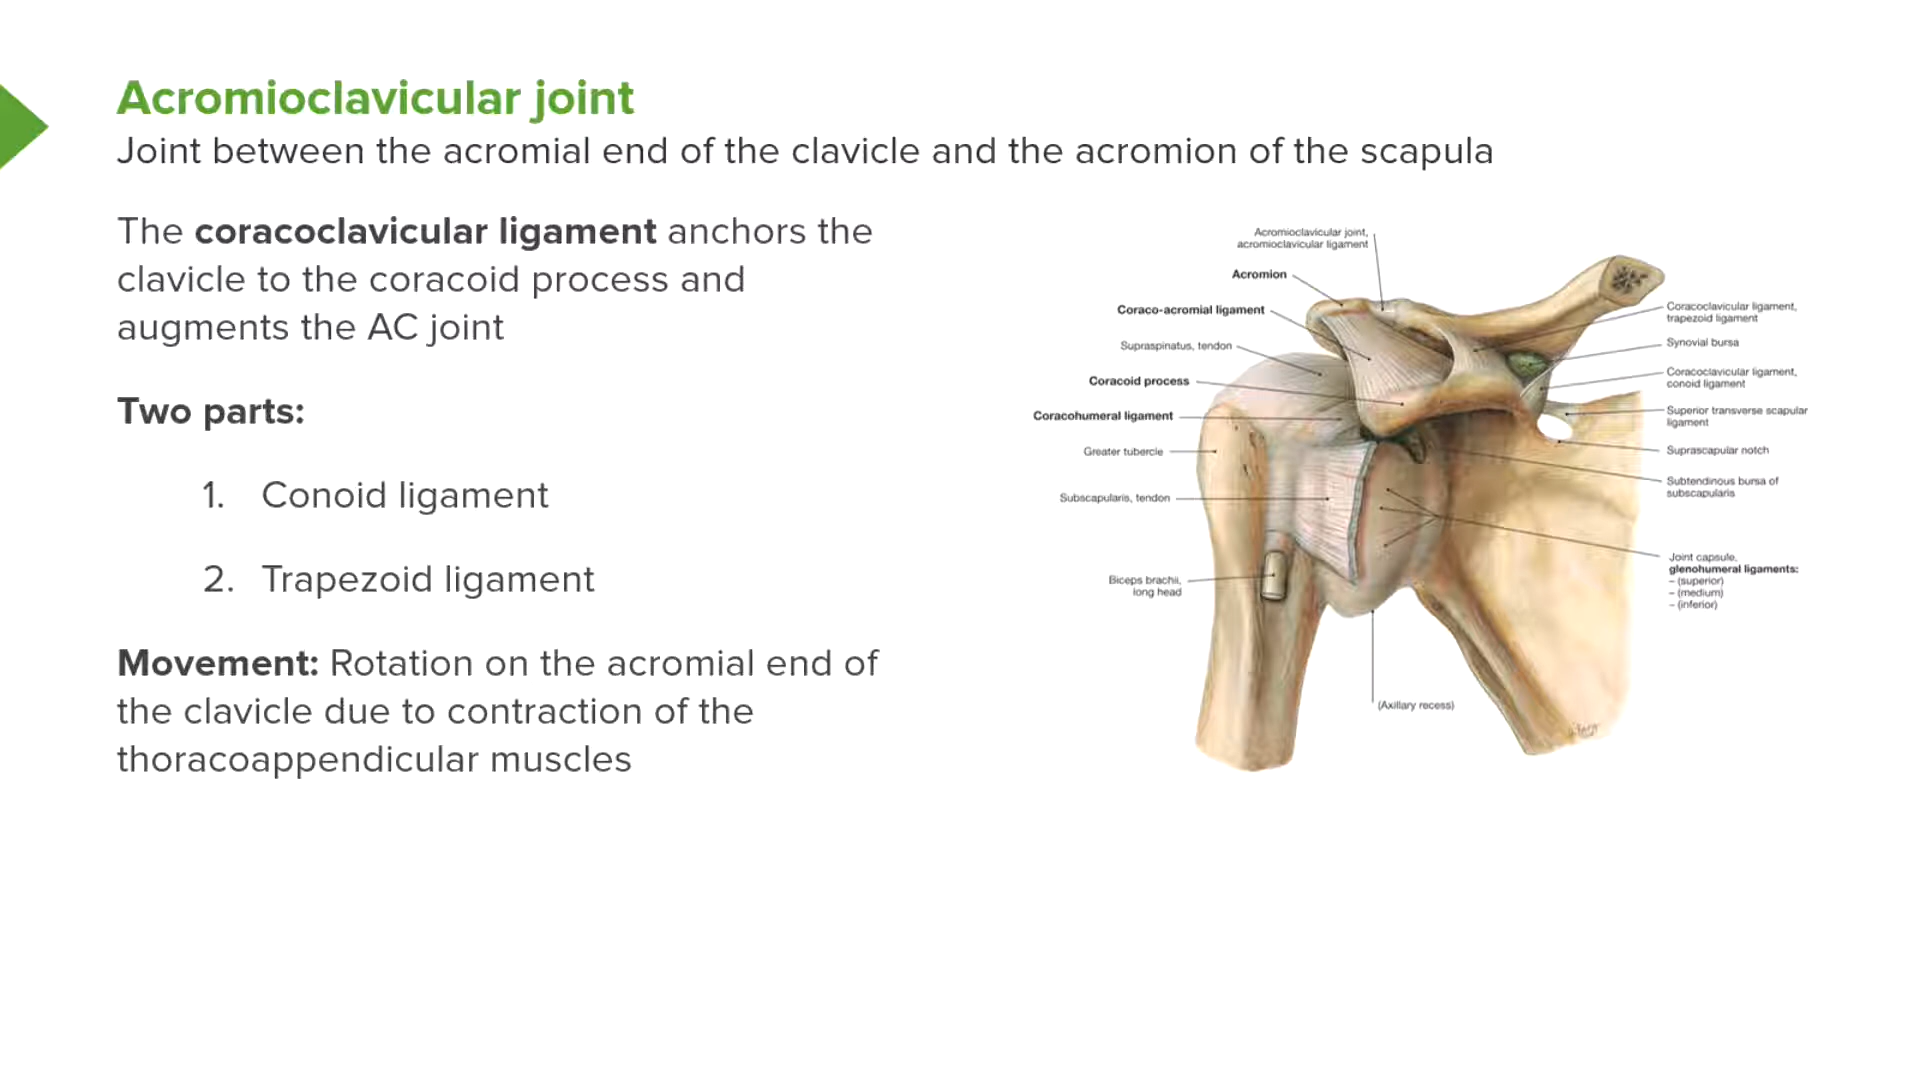 Acromioclavicular joint
Joint between the acromial end of the clavicle and the acromion of the scapula
The coracoclavicular ligament anchors the
clavicle to the coracoid process and
augments the AC joint
Two parts:
1. Conoid ligament
2. Trapezoid ligament
Movement: Rotation on the acromial end of
the clavicle due to contraction of the
thoracoappendicular muscles
Acromioclavicular joint,
acromioclavicular ligament
Acromion
Coraco-acromial ligament
Supraspinatus, tendon
Coracoid process
Coracohumeral ligament
Greater tubercle
Subscapularis, tendon
Biceps brachii,
long head
(Axillary recess)
Coracoclavicular ligament,
trapezoid ligament
Synovial bursa
Coracoclavicular ligament,
conoid ligament
Superior transverse scapular
ligament
Suprascapular notch
Subtendinous bursa of
subscapularis
Joint capsule,
glenohumeral ligaments:
– (superior)
– (medium)
– (inferior)